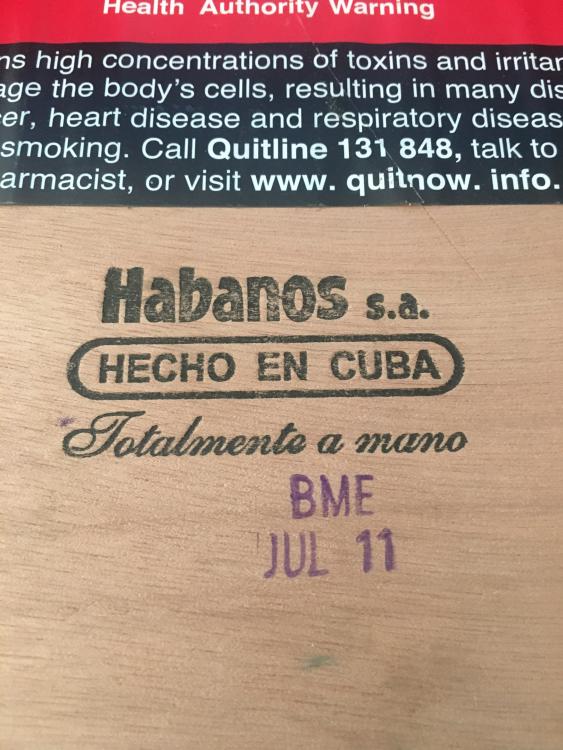 Health Authority Warning
ns high concentrations of toxins and irritan
age the body's cells, resulting in many dis
cer, heart disease and respiratory diseas
smoking. Call Quitline 131 848, talk to
armacist, or visit www. quitnow. info.
Habanos s.a.
HECHO EN CUBA
Totalmente a mano
BME
JUL 11